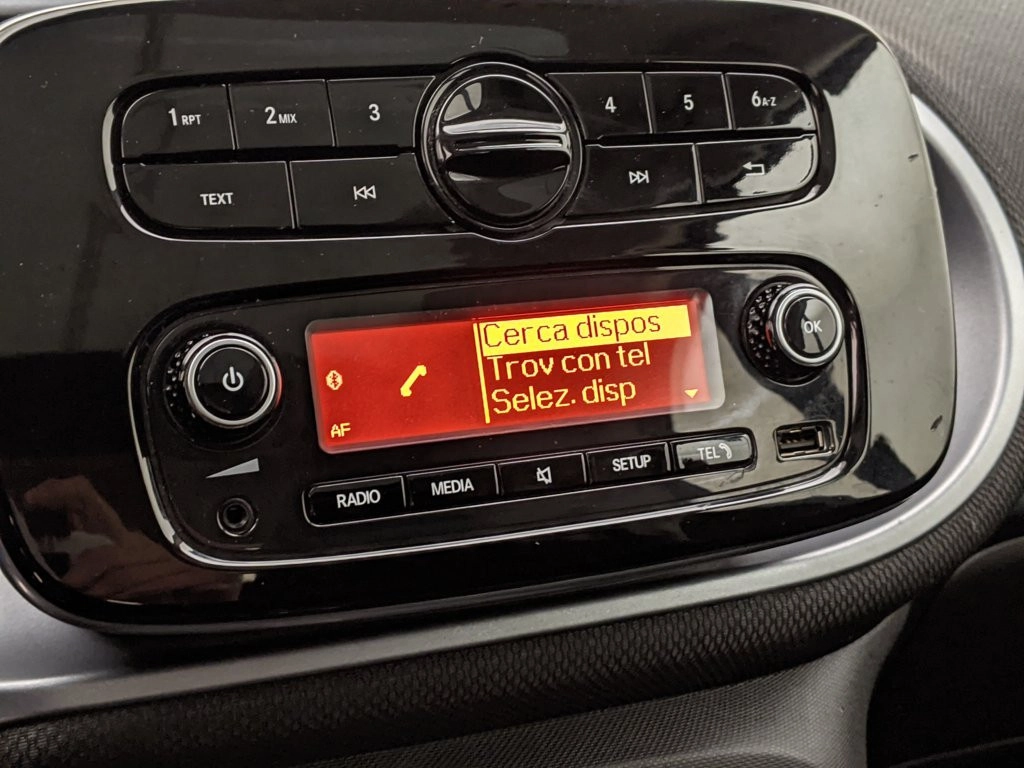 1 RPT
2 MIX
3
4
5
6 A-Z
TEXT
Cerca dispos
Trov con tel
Selez. disp
AF
OK
RADIO
MEDIA
SETUP
TEL